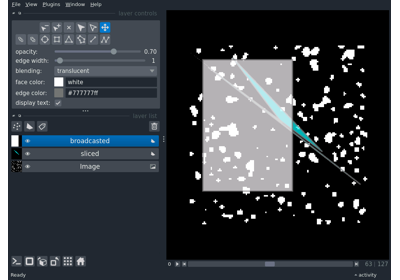 File View Plugins Window Help
layer controls
opacity: 0.70
edge width: 1
blending: translucent
face color: white
edge color: #777777ff
display text:
layer list
broadcasted
sliced
Image
Ready
63 127
activity